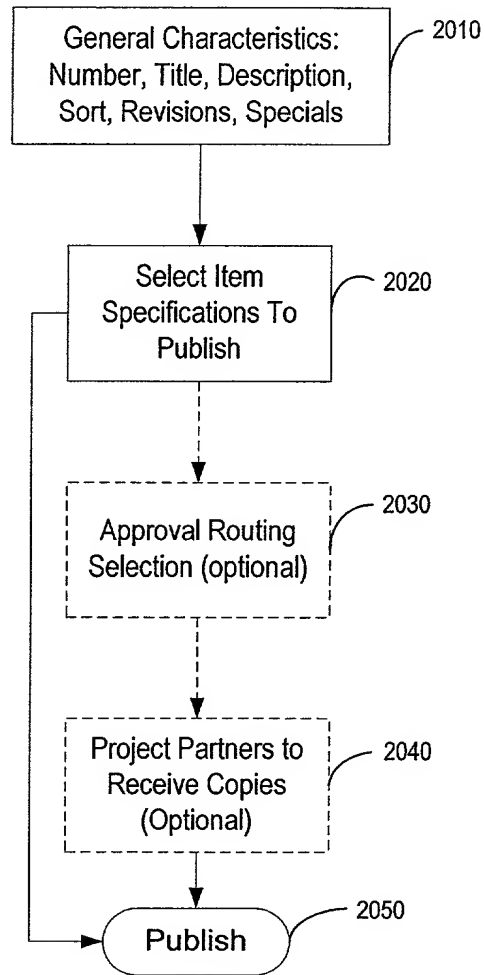 General Characteristics:
Number, Title, Description,
Sort, Revisions, Specials
2010
Select Item
Specifications To
Publish
2020
Approval Routing
Selection (optional)
2030
Project Partners to
Receive Copies
(Optional)
2040
Publish
2050